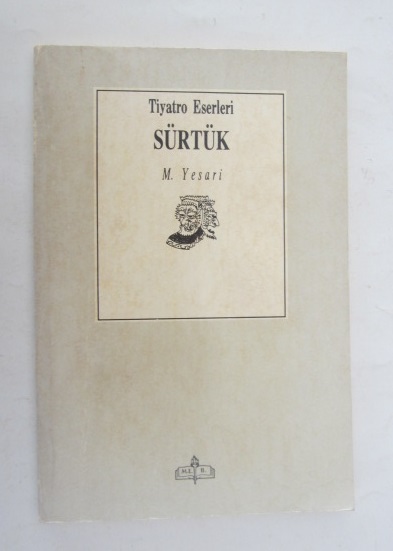 Tiyatro Eserleri
SÜRTÜK
M. Yesari
M.E. B.